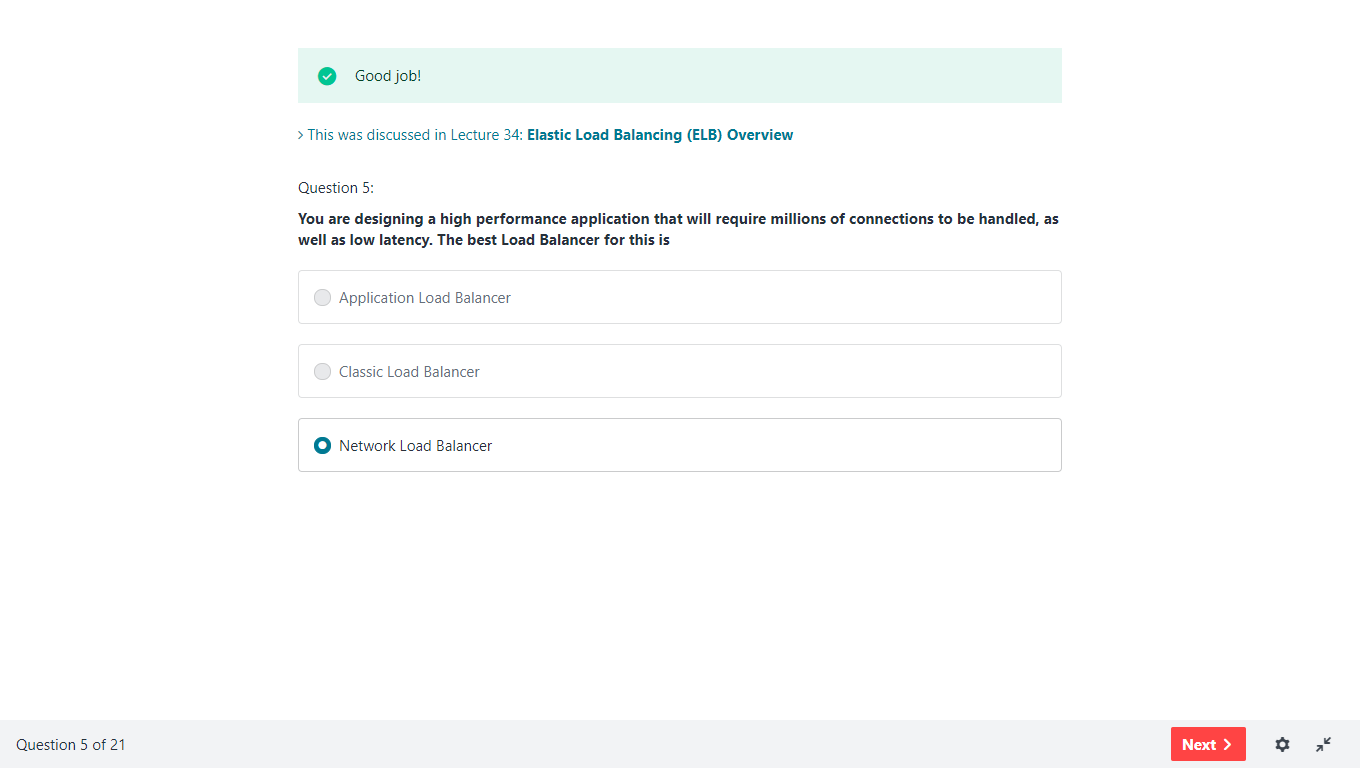 Good job!
This was discussed in Lecture 34: Elastic Load Balancing (ELB) Overview
Question 5:
You are designing a high performance application that will require millions of connections to be handled, as
well as low latency. The best Load Balancer for this is
Application Load Balancer
Classic Load Balancer
Network Load Balancer
Question 5 of 21
Next